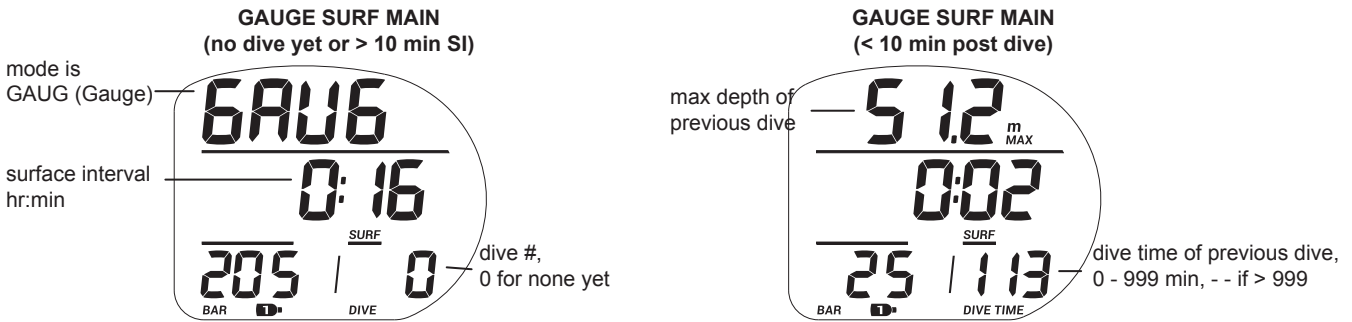 GAUGE SURF MAIN
(no dive yet or > 10 min SI)
mode is
GAUG (Gauge)
GAUG
surface interval
hr:min
0:16
SURF
205
0
dive #,
0 for none yet
BAR
1
DIVE
GAUGE SURF MAIN
(< 10 min post dive)
max depth of
previous dive
51.2 m
MAX
0:02
SURF
25
113
dive time of previous dive,
0 - 999 min, - - if > 999
BAR
1
DIVE TIME